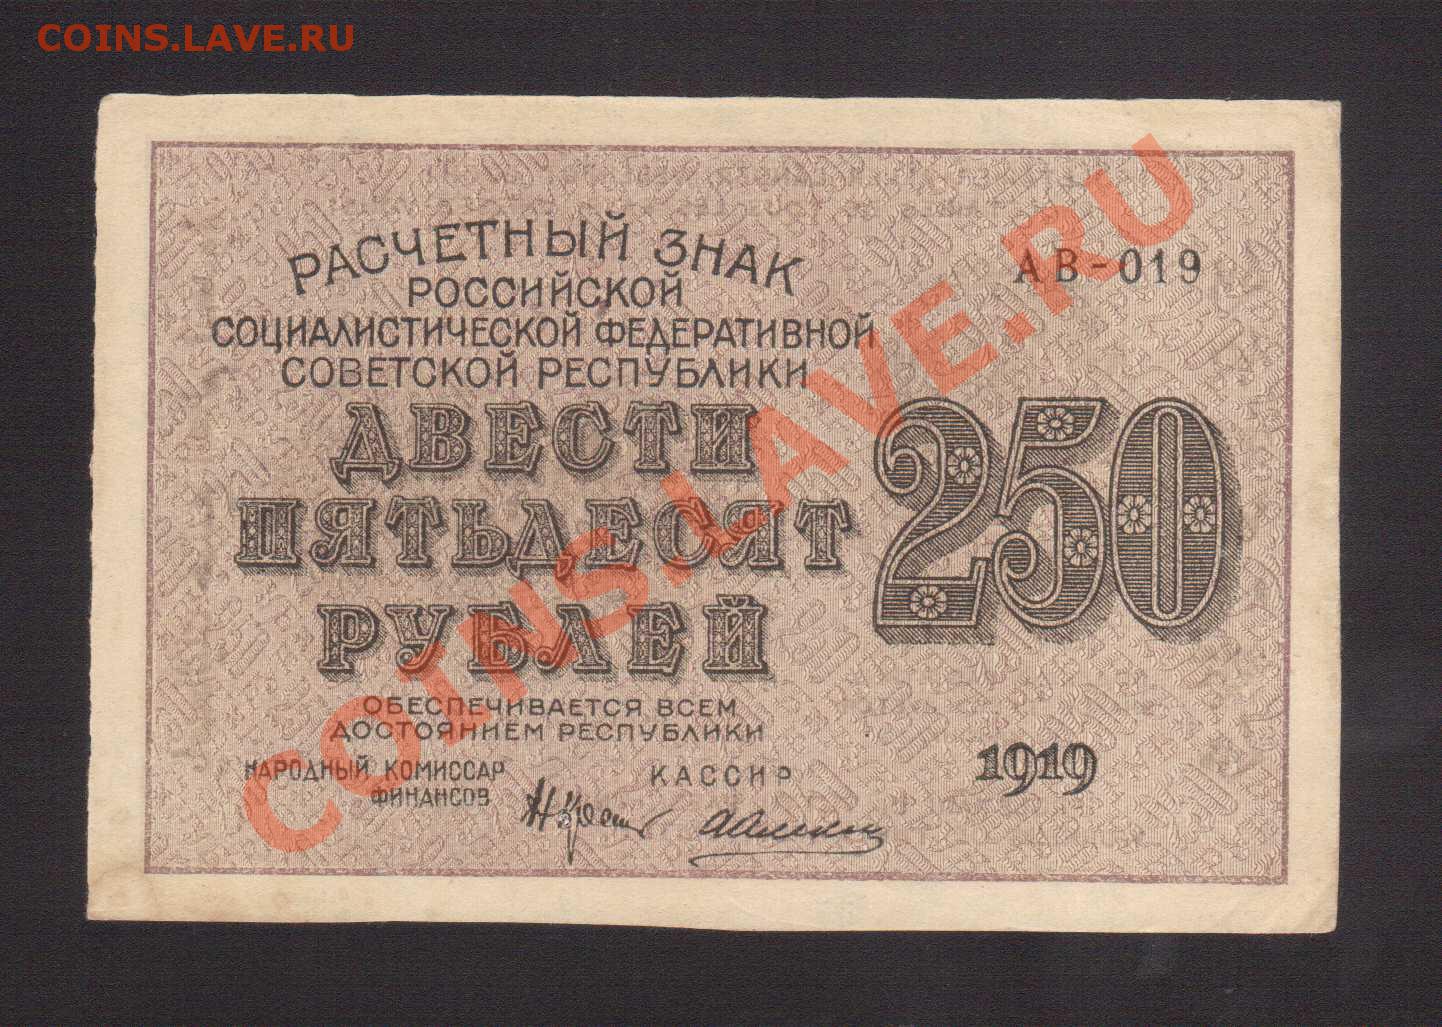 COINS.LAVE.RU
РАСЧЕТНЫЙ ЗНАК
РОССИЙСКОЙ
СОЦИАЛИСТИЧЕСКОЙ ФЕДЕРАТИВНОЙ
СОВЕТСКОЙ РЕСПУБЛИКИ
АВ-019
ДВЕСТИ
ПЯТЬДЕСЯТ
РУБЛЕЙ
250
ОБЕСПЕЧИВАЕТСЯ ВСЕМ
ДОСТОЯНИЕМ РЕСПУБЛИКИ
НАРОДНЫЙ КОМИССАР
ФИНАНСОВ
КАССИР
1919
COINS.LAVE.RU